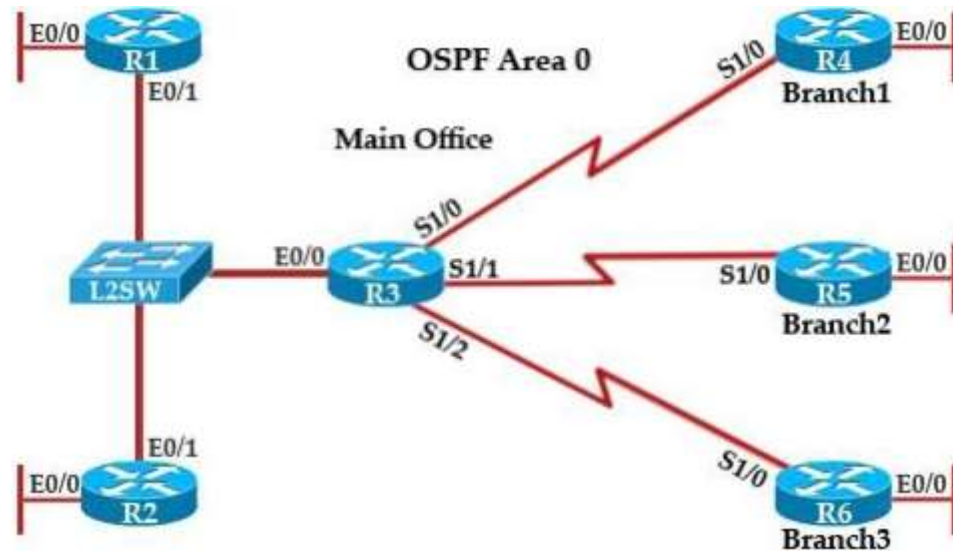 E0/0
R1
E0/1
OSPF Area 0
Main Office
S1/0
R4
E0/0
Branch1
L2SW
E0/0
R3
S1/0
S1/1
S1/2
S1/0
R5
E0/0
Branch2
E0/1
E0/0
R2
S1/0
R6
E0/0
Branch3